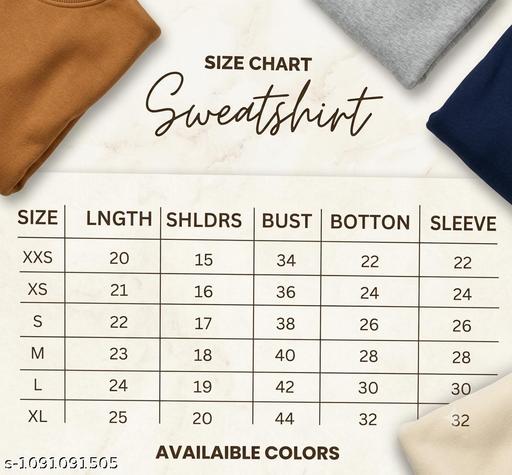 SIZE CHART
Sweatshirt
SIZE LNGTH SHLDRS BUST BOTTON SLEEVE
XXS 20 15 34 22 22
XS 21 16 36 24 24
S 22 17 38 26 26
M 23 18 40 28 28
L 24 19 42 30 30
XL 25 20 44 32 32
AVAILAIBLE COLORS
s-1091091505